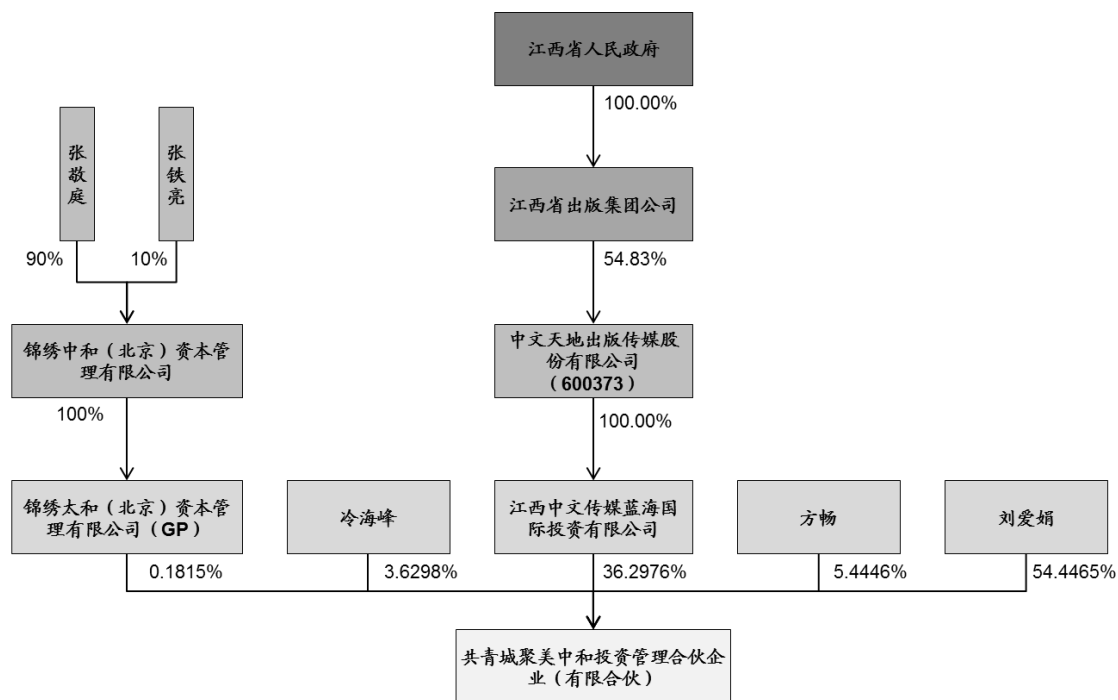 江西省人民政府
100.00%
张敬庭
张铁亮
江西省出版集团公司
90%
10%
54.83%
锦绣中和（北京）资本管
理有限公司
中文天地出版传媒股
份有限公司
（600373）
100%
100.00%
锦绣太和（北京）资本管
理有限公司（GP）
冷海峰
江西中文传媒蓝海国
际投资有限公司
方畅
刘爱娟
0.1815%
3.6298%
36.2976%
5.4446%
54.4465%
共青城聚美中和投资管理合伙企
业（有限合伙）